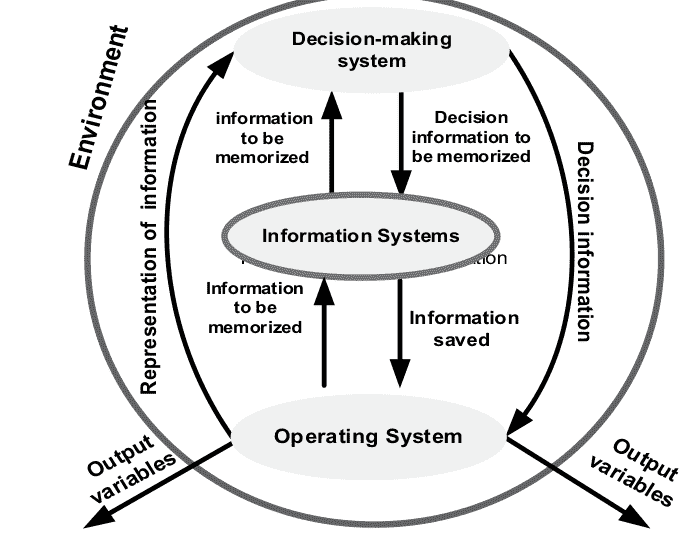 Environment
Decision-making
system
information
to be
memorized
Decision
information to
be memorized
Representation of information
Decision information
Information Systems
Information
to be
memorized
Information
saved
Operating System
Output
variables
Output
variables